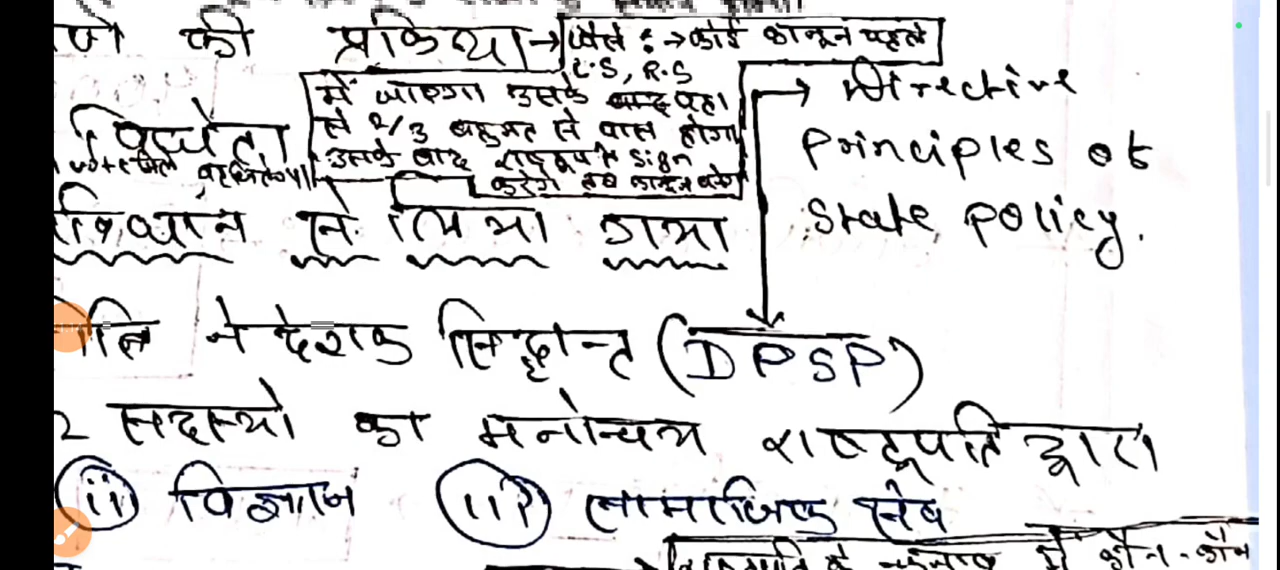 की प्रक्रिया → जैसे : → कोई कानून पहले
L.S, R.S
में जाएगा उसके बाद वहा
से 2/3 बहुमत से पास होगा
उसके बाद राष्ट्रपति sign
करेगे तब कानून बनेगा
→ Directive
Principles of
State policy.
से लिया गया
निदेशक सिद्धान्त (DPSP)
2 सदस्यो का मनोनयन राष्ट्रपति द्वारा
(ii) विज्ञान (iii) सामाजिक सेवा
में कौन-कौन